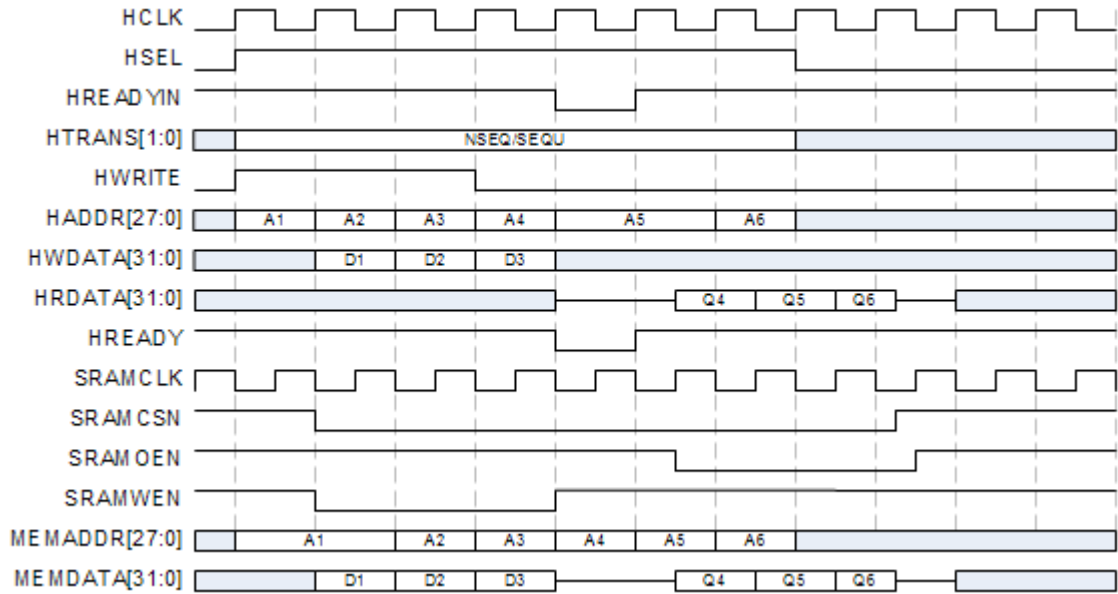 HCLK
HSEL
HREADYIN
HTRANS[1:0] NSEQ/SEQU
HWRITE
HADDR[27:0] A1 A2 A3 A4 A5 A6
HWDATA[31:0] D1 D2 D3
HRDATA[31:0] Q4 Q5 Q6
HREADY
SRAMCLK
SRAMCSN
SRAMOEN
SRAMWEN
MEMADDR[27:0] A1 A2 A3 A4 A5 A6
MEMDATA[31:0] D1 D2 D3 Q4 Q5 Q6